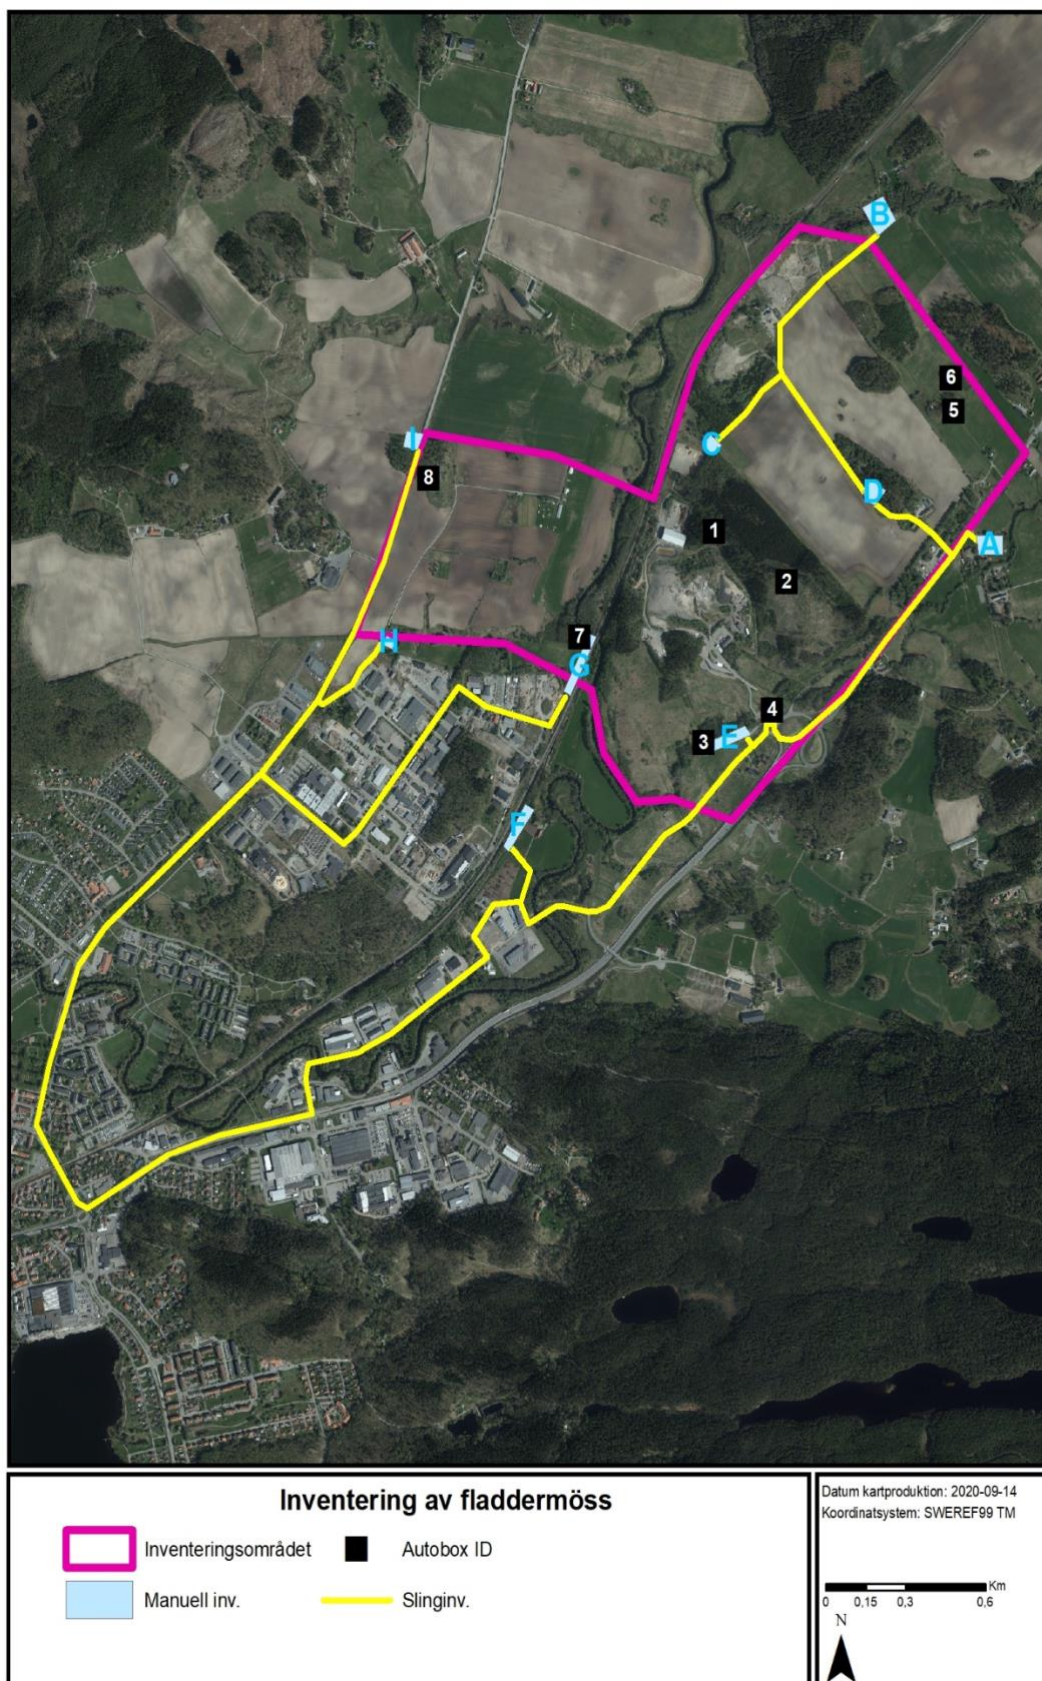 B
6
5
C
I
8
D
1
A
2
7
H
G
4
3
E
F
Inventering av fladdermöss
Inventeringsområdet
Autobox ID
Manuell inv.
Slinginv.
Datum kartproduktion: 2020-09-14
Koordinatsystem: SWEREF99 TM
Km
0 0,15 0,3 0,6
N